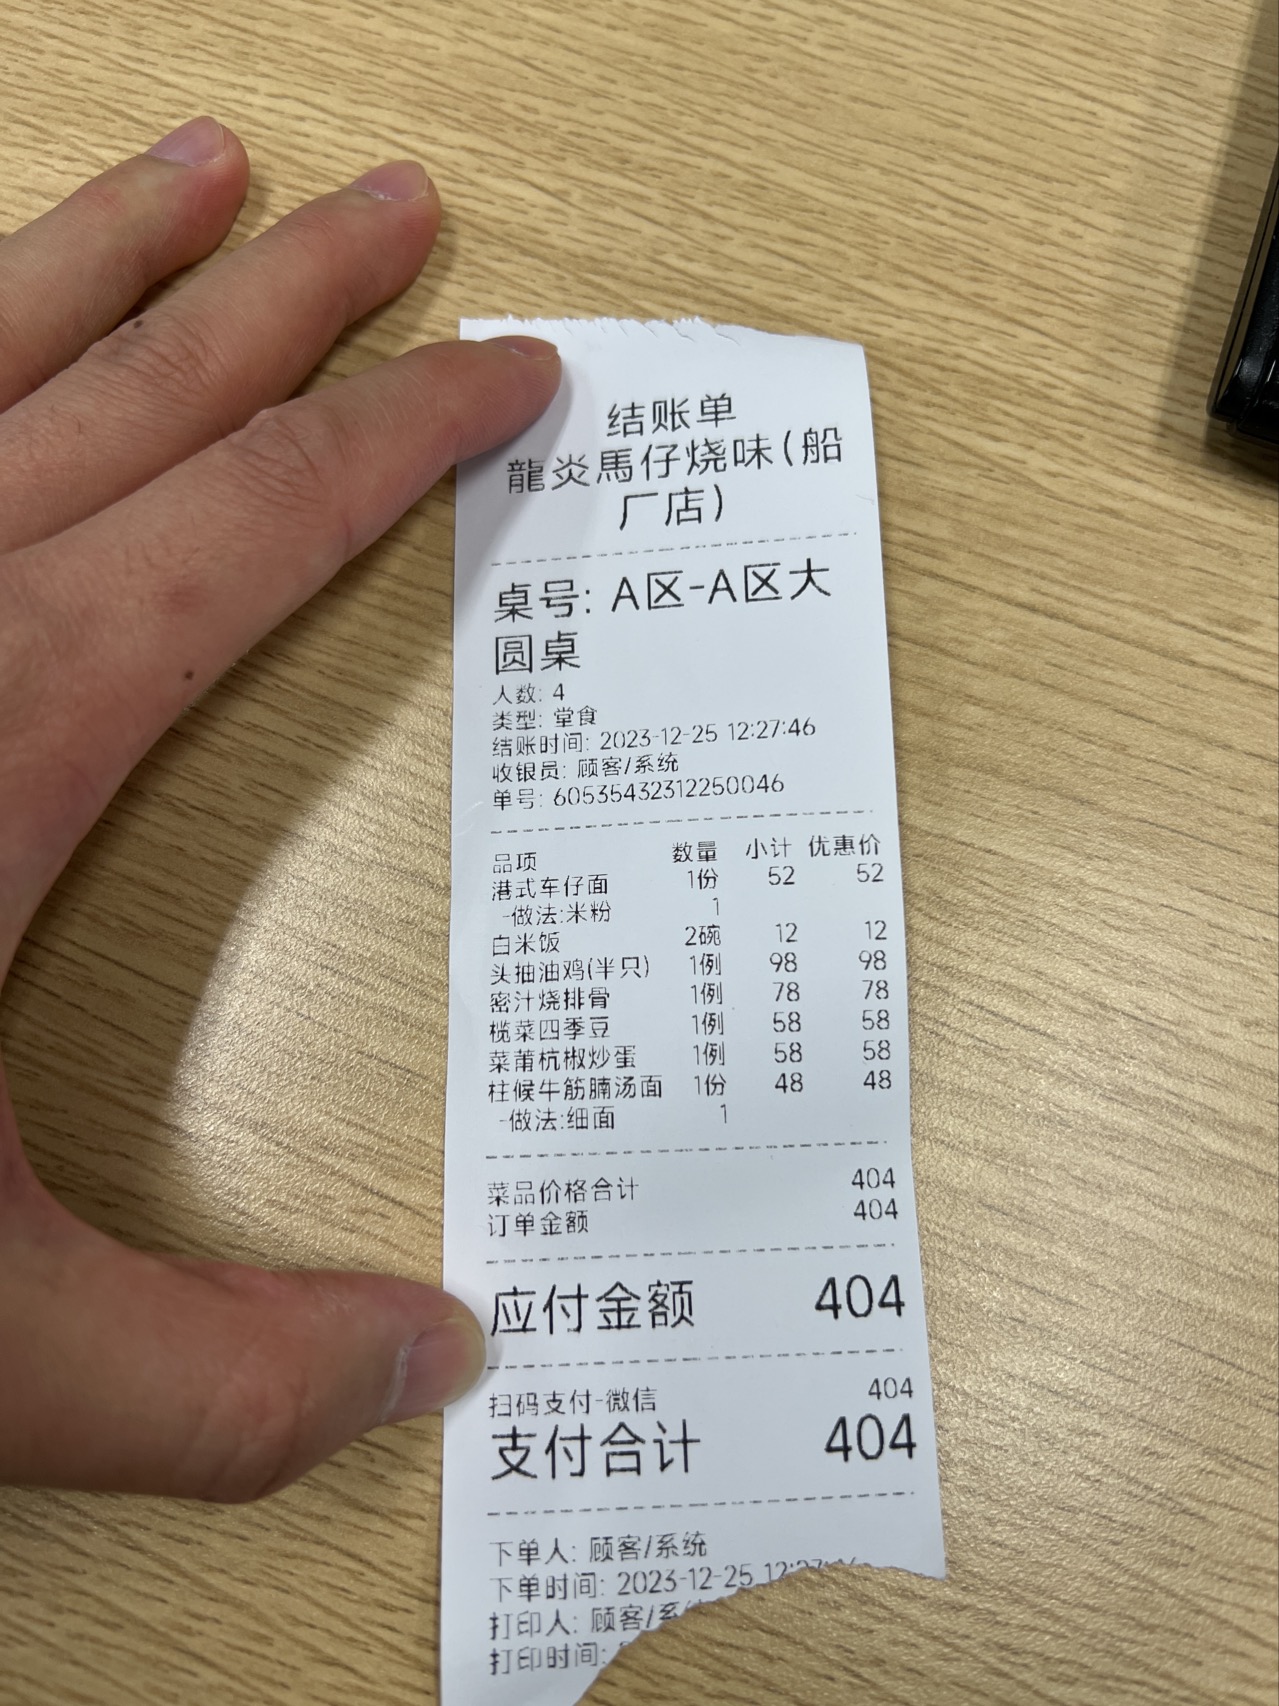 结账单
龍炎馬仔烧味(船
厂店)
桌号: A区-A区大
圆桌
人数: 4
类型: 堂食
结账时间: 2023-12-25 12:27:46
收银员: 顾客/系统
单号: 605354432312250046
品项 数量 小计 优惠价
港式车仔面 1份 52 52
-做法:米粉 1
白米饭 2碗 12 12
头抽油鸡(半只) 1例 98 98
密汁烧排骨 1例 78 78
榄菜四季豆 1例 58 58
菜莆杭椒炒蛋 1例 58 58
柱候牛筋腩汤面 1份 48 48
-做法:细面 1
菜品价格合计 404
订单金额 404
应付金额 404
扫码支付-微信 404
支付合计 404
下单人: 顾客/系统
下单时间: 2023-12-25
打印人: 顾客/系
打印时间: